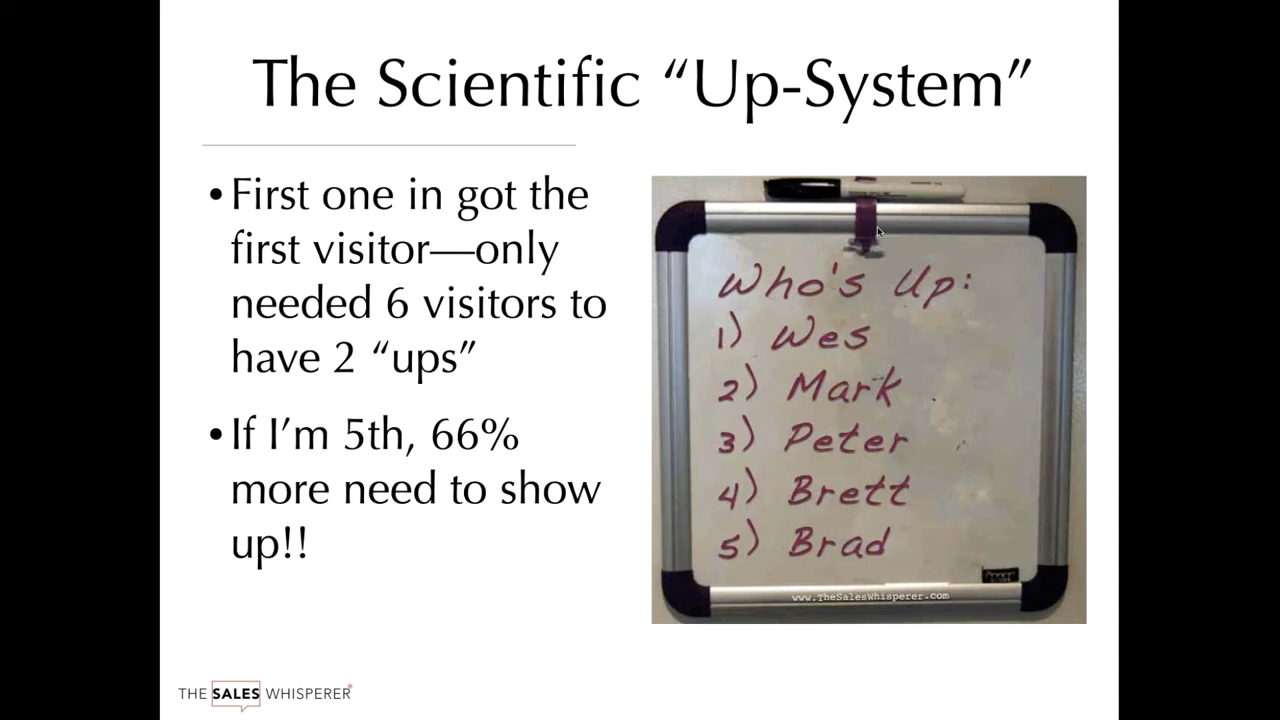 The Scientific “Up-System”
•First one in got the
first visitor—only
needed 6 visitors to
have 2 “ups”
•If I’m 5th, 66%
more need to show
up!!
Who's Up:
1) Wes
2) Mark
3) Peter
4) Brett
5) Brad
www.TheSalesWhisperer.com
THE SALES WHISPERER